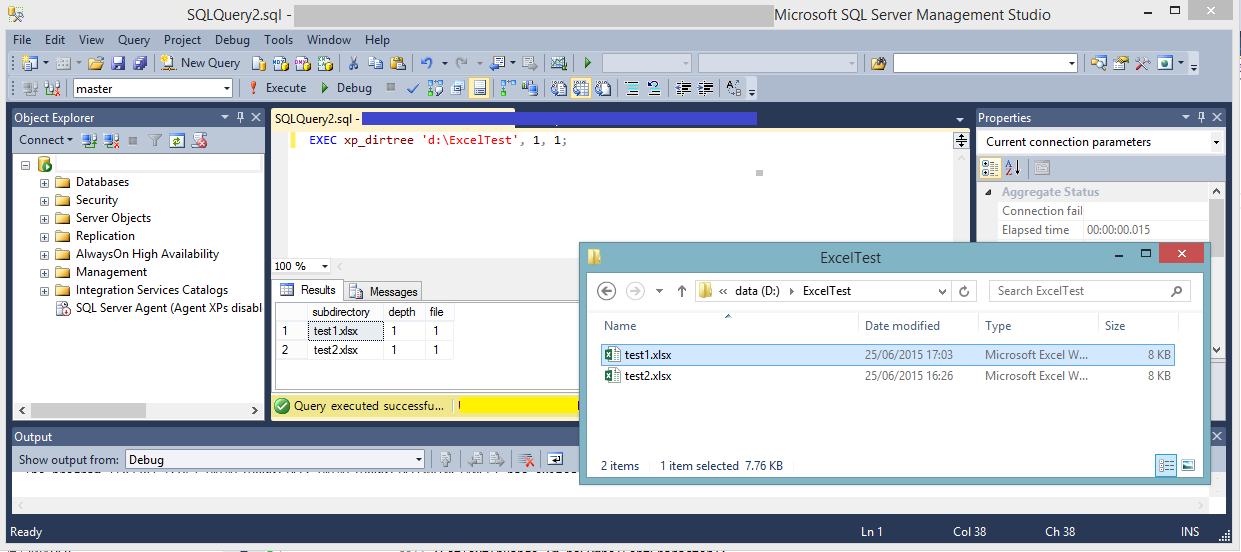 SQLQuery2.sql - Microsoft SQL Server Management Studio
File Edit View Query Project Debug Tools Window Help
New Query
master Execute Debug
Object Explorer
Connect
Databases
Security
Server Objects
Replication
AlwaysOn High Availability
Management
Integration Services Catalogs
SQL Server Agent (Agent XPs disabl
SQLQuery2.sql -
EXEC xp_dirtree 'd:\ExcelTest', 1, 1;
100 %
Results Messages
subdirectory depth file
1 test1.xlsx 1 1
2 test2.xlsx 1 1
Query executed successfu...
Properties
Current connection parameters
Aggregate Status
Connection fail
Elapsed time 00:00:00.015
ExcelTest
data (D:) ExcelTest Search ExcelTest
Name Date modified Type Size
test1.xlsx 25/06/2015 17:03 Microsoft Excel W... 8 KB
test2.xlsx 25/06/2015 16:26 Microsoft Excel W... 8 KB
2 items 1 item selected 7.76 KB
Output
Show output from: Debug
Ready Ln 1 Col 38 Ch 38 INS